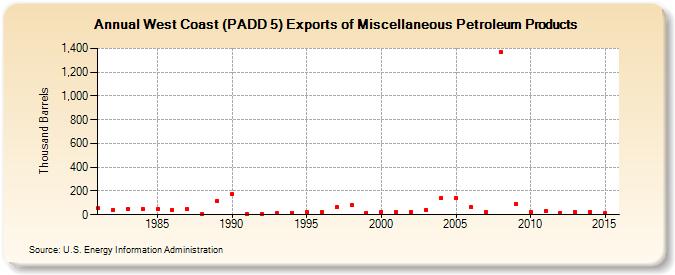 Annual West Coast (PADD 5) Exports of Miscellaneous Petroleum Products
Thousand Barrels
1,400
1,200
1,000
800
600
400
200
0
1985 1990 1995 2000 2005 2010 2015
Source: U.S. Energy Information Administration